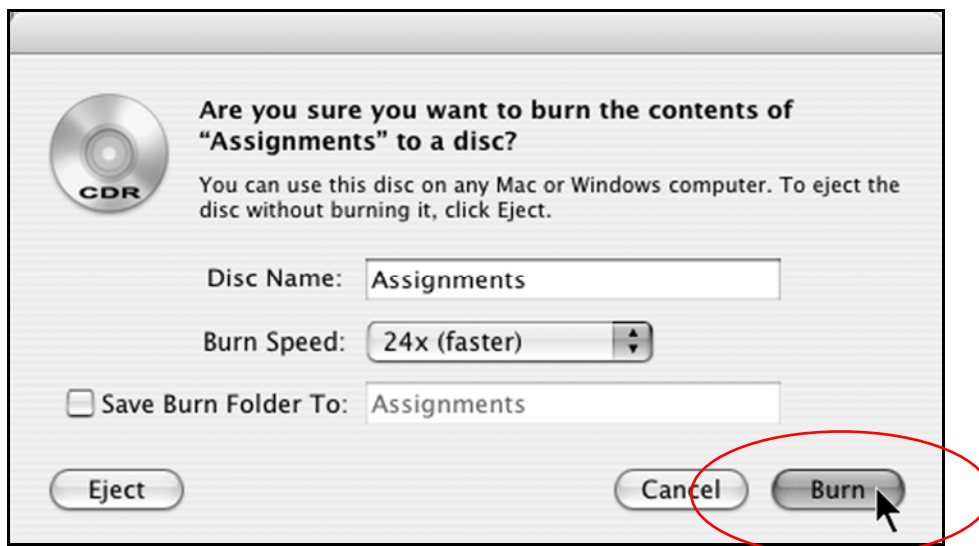 Are you sure you want to burn the contents of
“Assignments” to a disc?
CDR
You can use this disc on any Mac or Windows computer. To eject the
disc without burning it, click Eject.
Disc Name: Assignments
Burn Speed: 24x (faster)
Save Burn Folder To: Assignments
Eject Cancel Burn